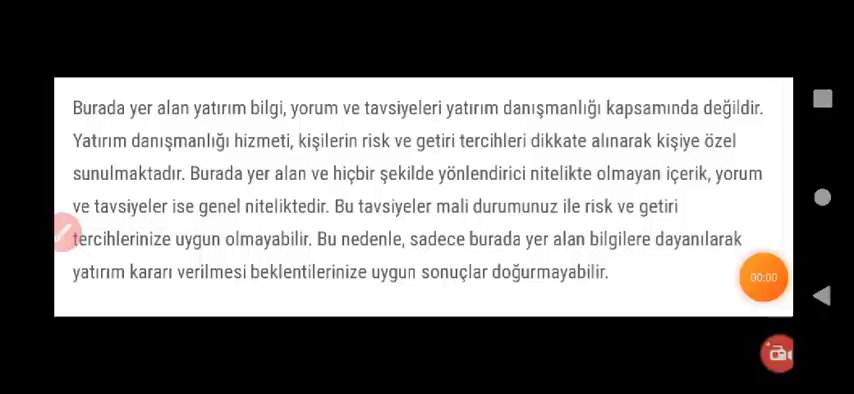 Burada yer alan yatırım bilgi, yorum ve tavsiyeleri yatırım danışmanlığı kapsamında değildir.
Yatırım danışmanlığı hizmeti, kişilerin risk ve getiri tercihleri dikkate alınarak kişiye özel
sunulmaktadır. Burada yer alan ve hiçbir şekilde yönlendirici nitelikte olmayan içerik, yorum
ve tavsiyeler ise genel niteliktedir. Bu tavsiyeler mali durumunuz ile risk ve getiri
tercihlerinize uygun olmayabilir. Bu nedenle, sadece burada yer alan bilgilere dayanılarak
yatırım kararı verilmesi beklentilerinize uygun sonuçlar doğurmayabilir.
00:00